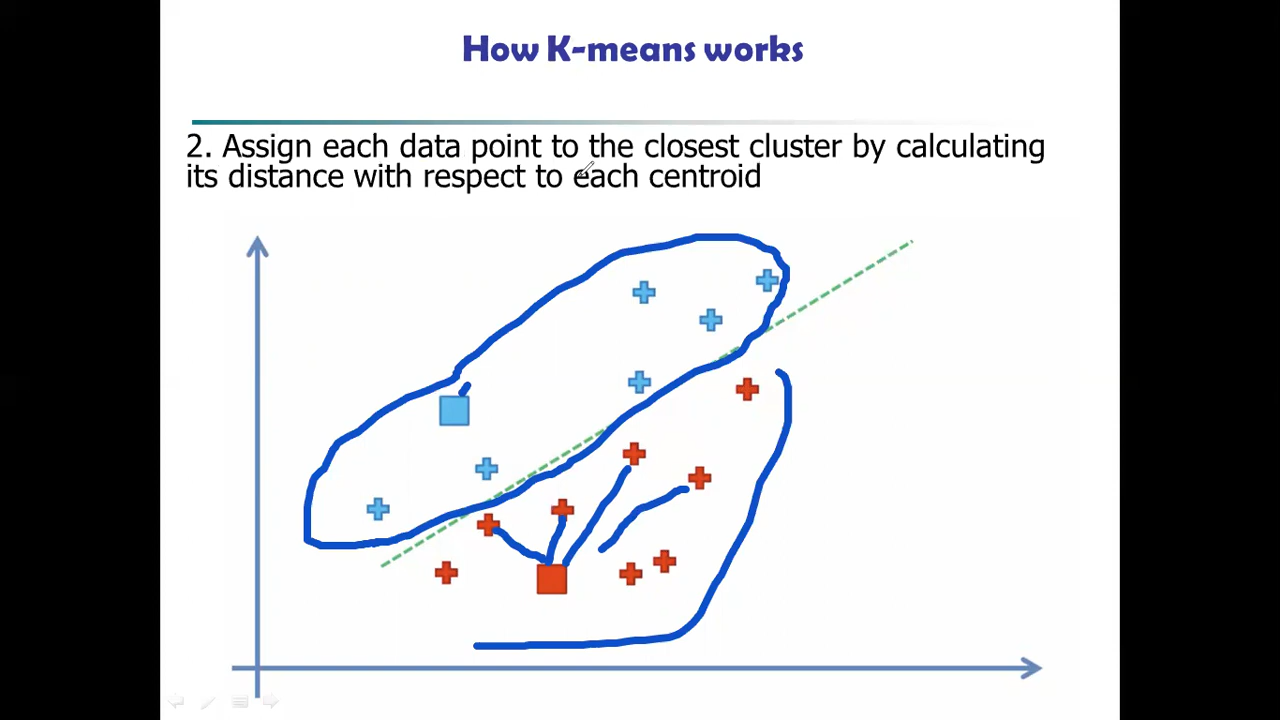 How K-means works
2. Assign each data point to the closest cluster by calculating
its distance with respect to each centroid